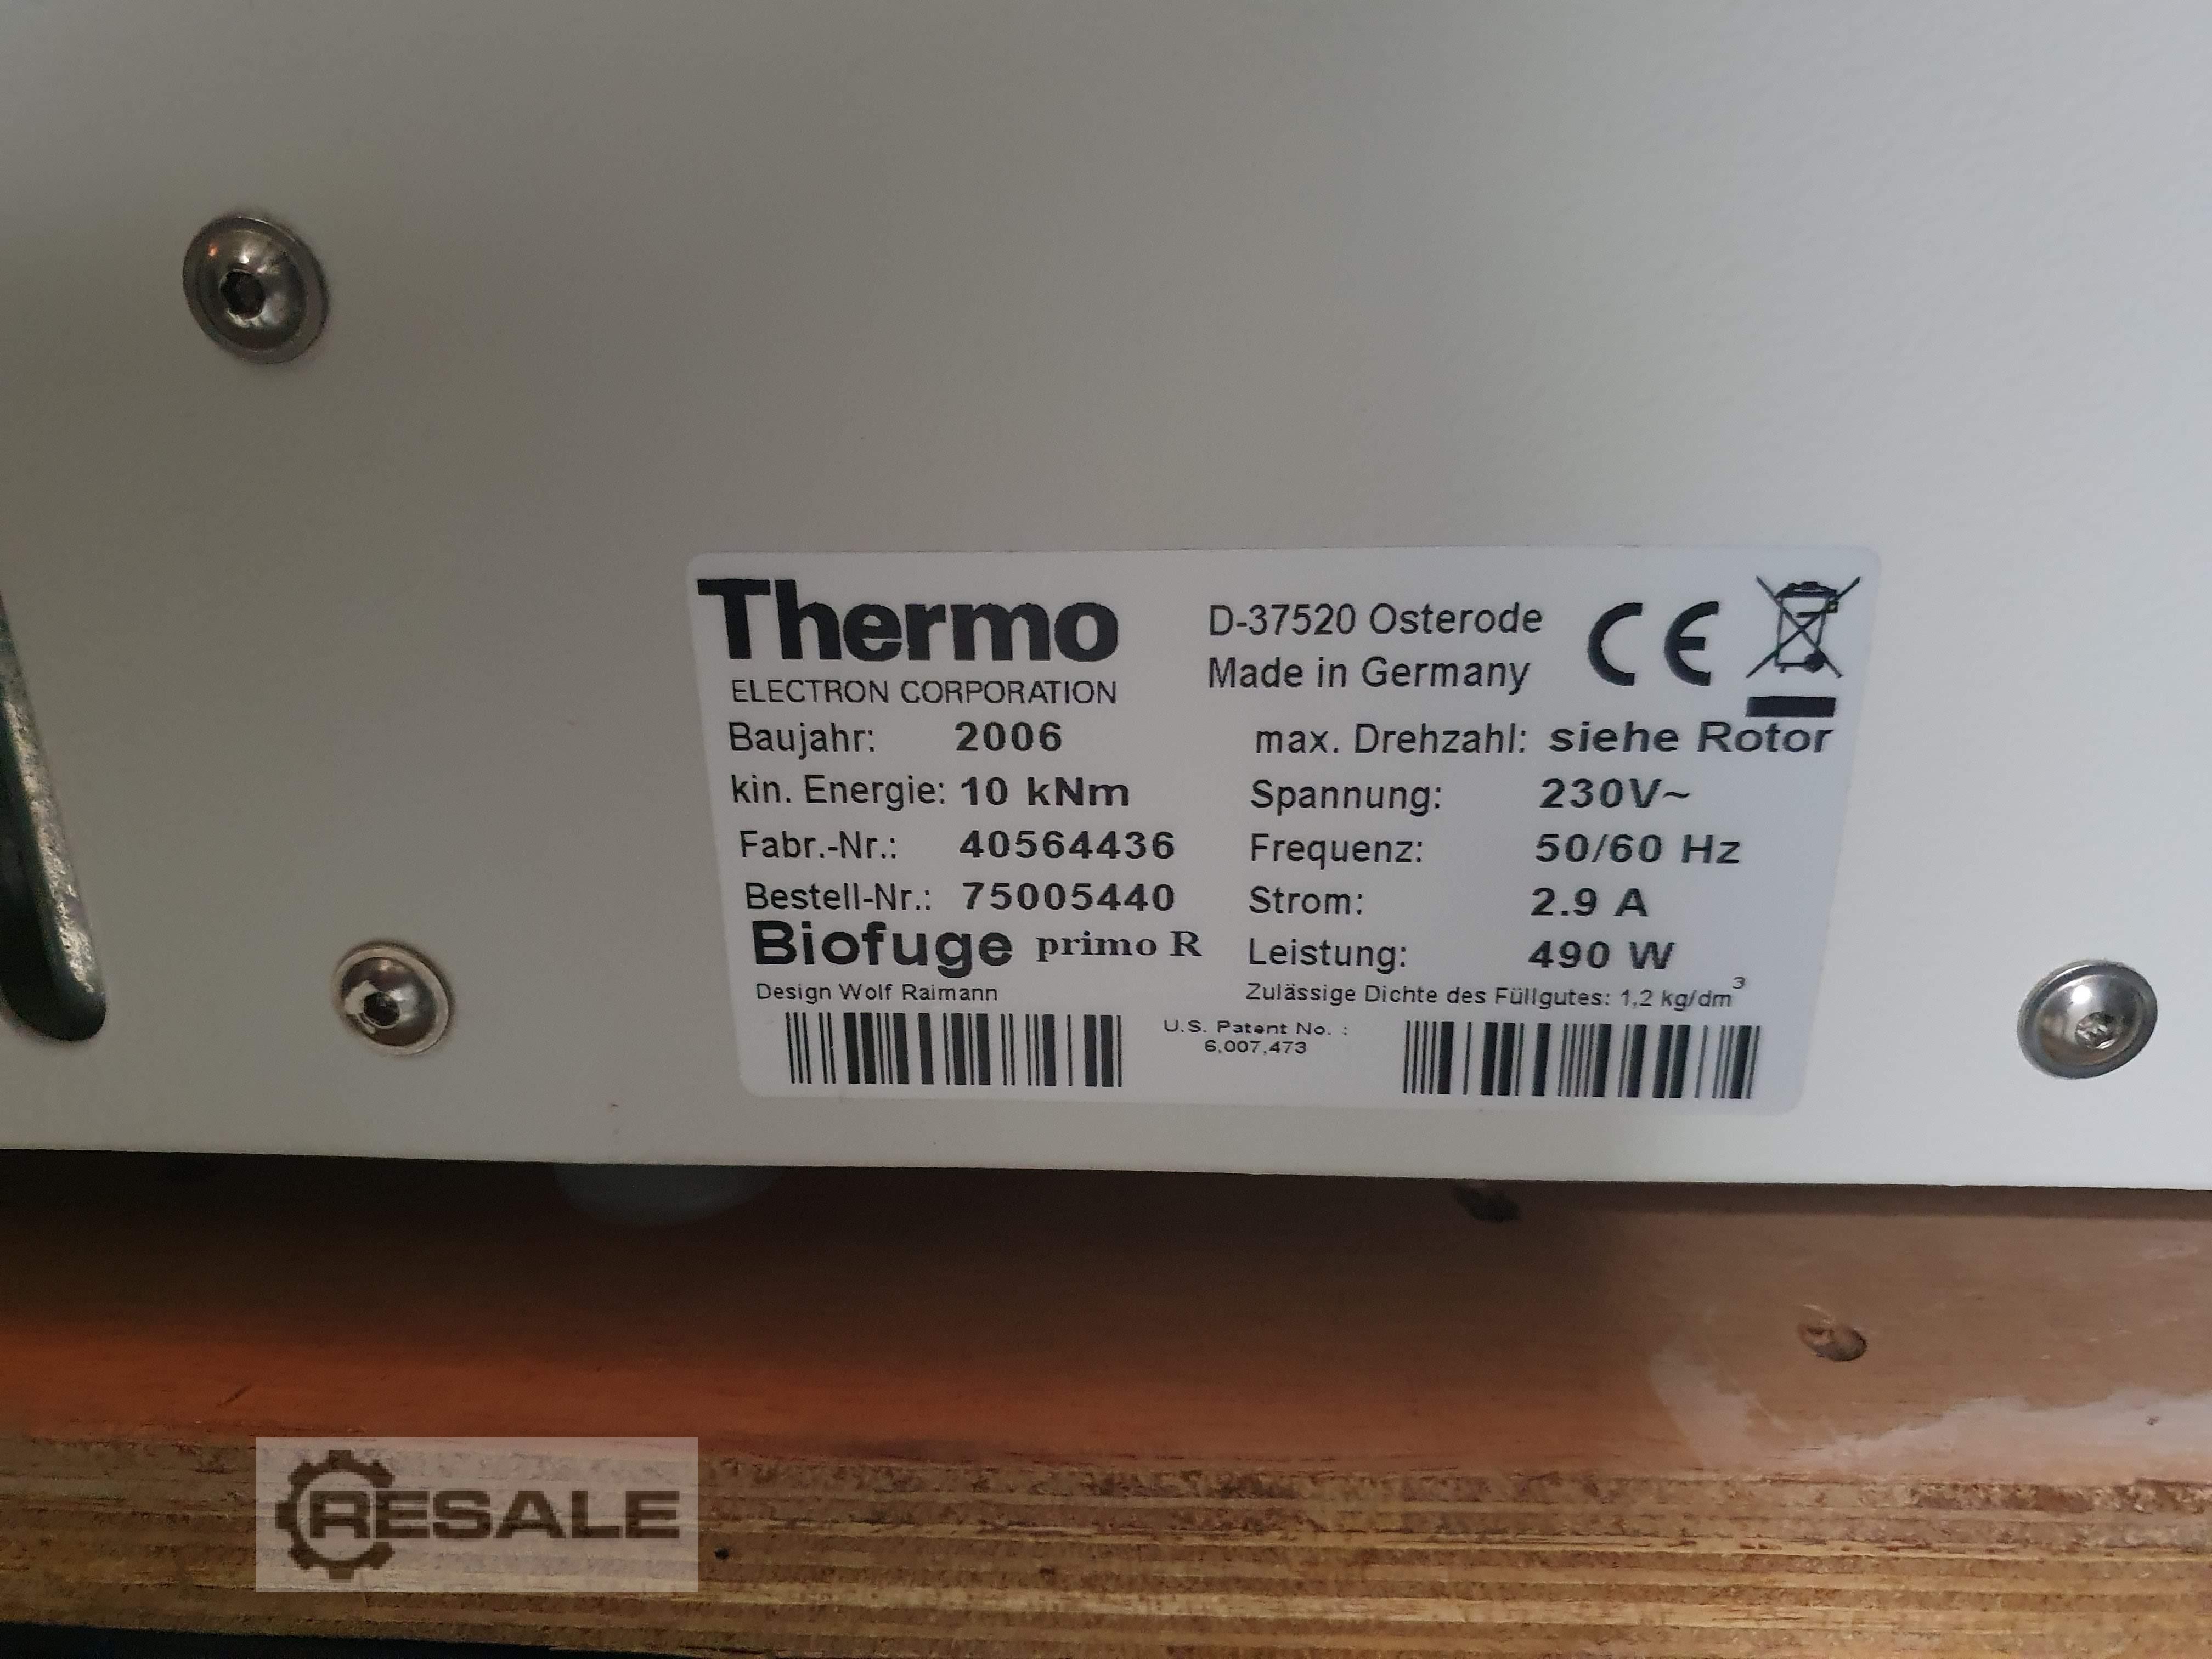 Thermo
ELECTRON CORPORATION
D-37520 Osterode
Made in Germany
CE
Baujahr: 2006
max. Drehzahl: siehe Rotor
kin. Energie: 10 kNm
Spannung: 230V~
Fabr.-Nr.: 40564436
Frequenz: 50/60 Hz
Bestell-Nr.: 75005440
Strom: 2.9 A
Biofuge primo R
Leistung: 490 W
Design Wolf Raimann
Zulässige Dichte des Füllgutes: 1,2 kg/dm³
U.S. Patent No. :
6,007,473
RESALE